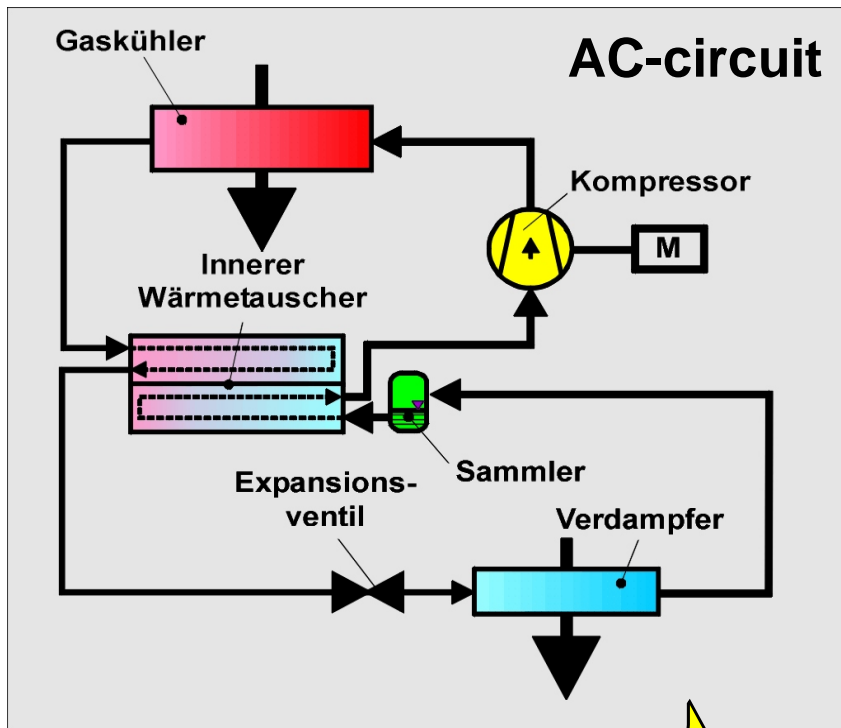 Gaskühler
AC-circuit
Kompressor
M
Innerer
Wärmetauscher
Sammler
Expansions-
ventil
Verdampfer